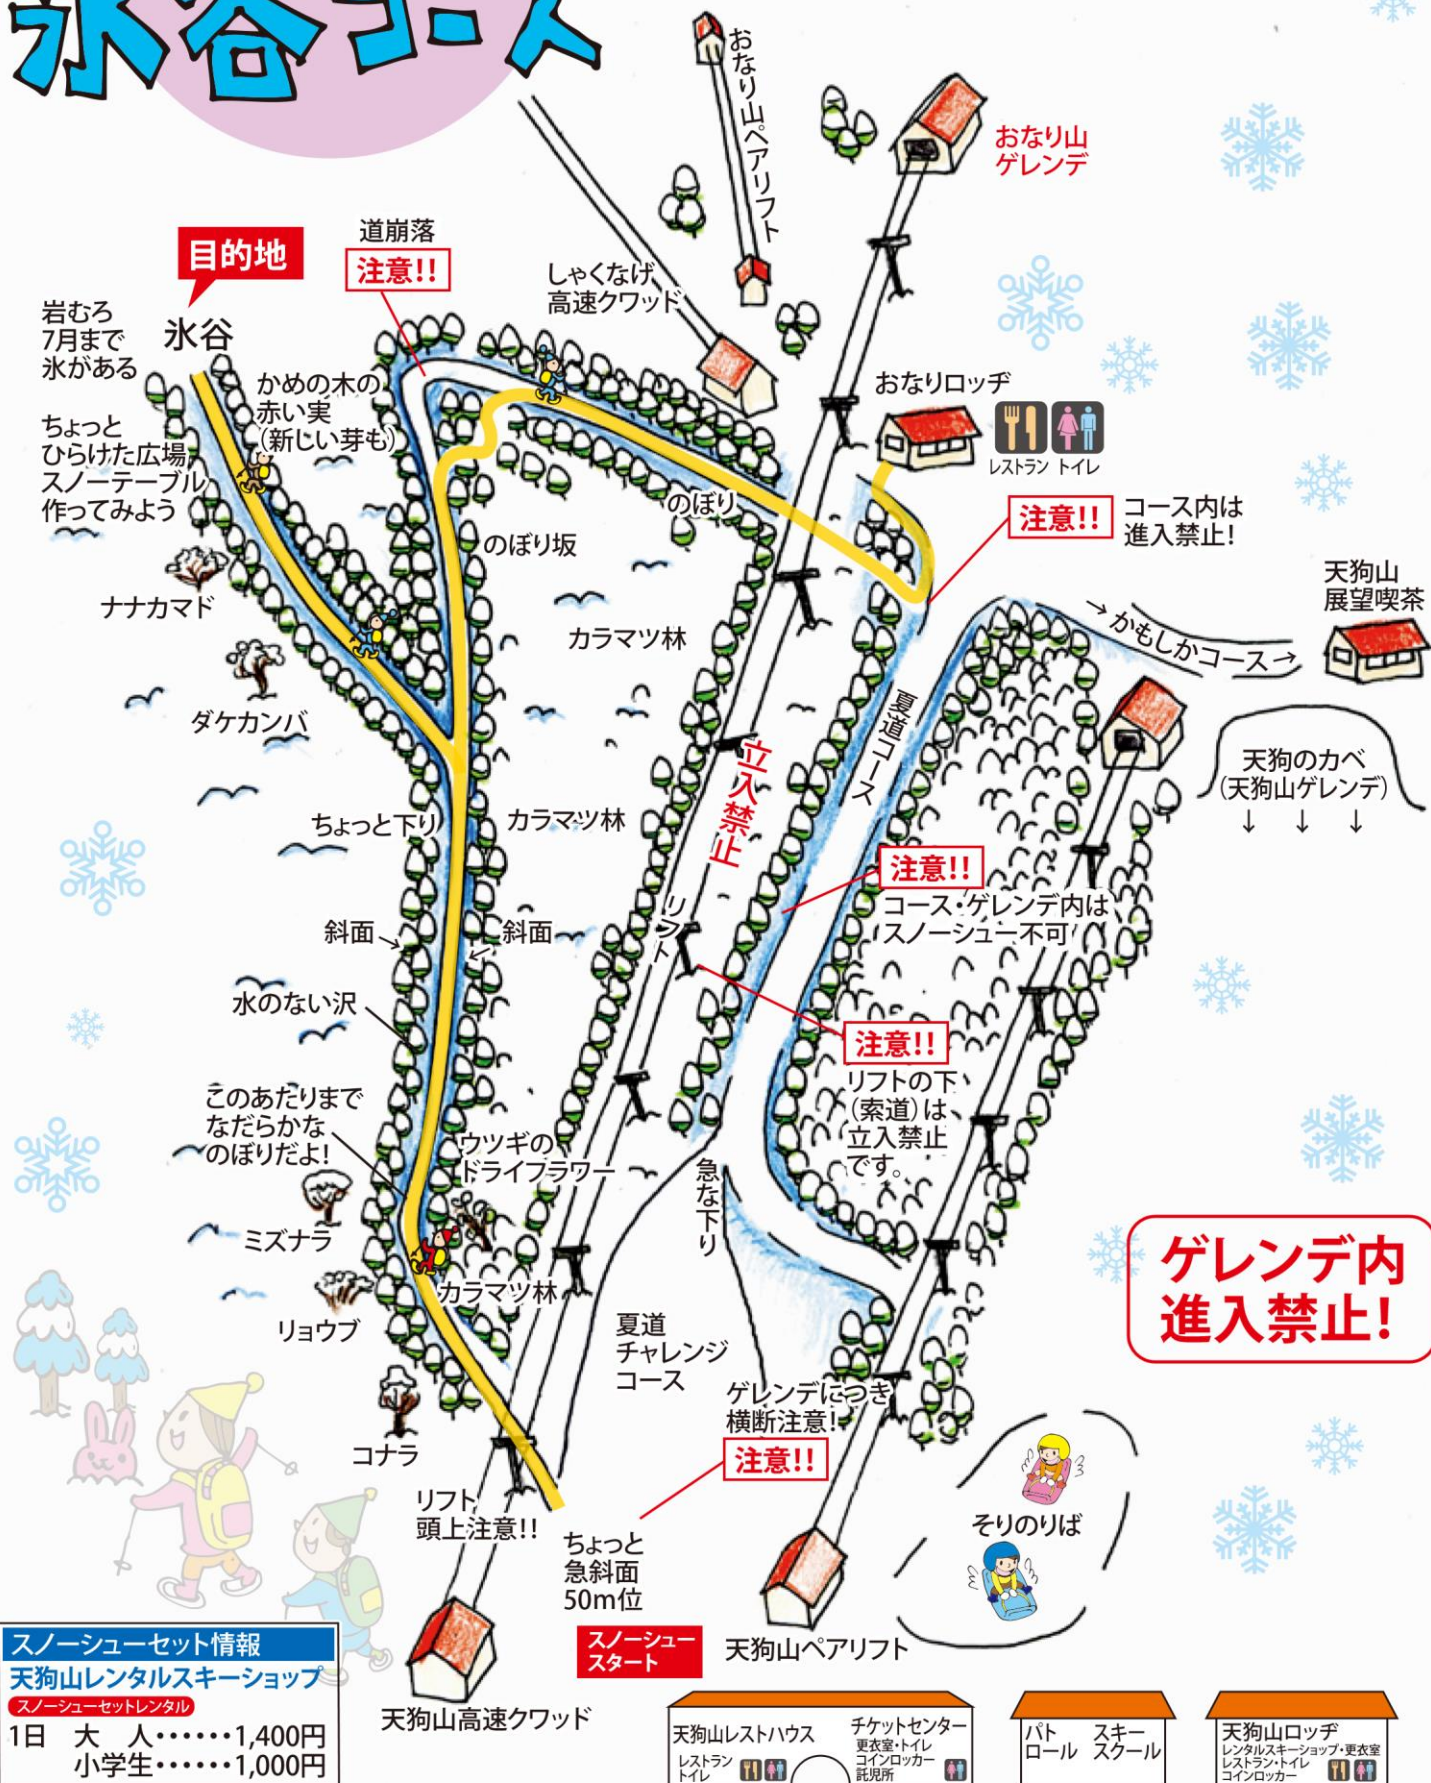 氷谷コース
おなり山ペアリフト
おなり山
ゲレンデ
目的地
道崩落
注意!!
しゃくなげ
高速クワッド
岩むろ
7月まで
氷がある
氷谷
かめの木の
赤い実
(新しい芽も)
おなりロッヂ
レストラン トイレ
ちょっと
ひらけた広場
スノーテーブル
作ってみよう
のぼり
注意!!
コース内は
進入禁止!
のぼり坂
ナナカマド
カラマツ林
天狗山
展望喫茶
→かもしかコース→
ダケカンバ
夏道コース
立入禁止
天狗のカベ
(天狗山ゲレンデ)
↓ ↓ ↓
ちょっと下り
カラマツ林
注意!!
コース・ゲレンデ内は
スノーシュー不可
リフト
斜面→
←斜面
水のない沢
注意!!
リフトの下
(索道)は
立入禁止
です。
このあたりまで
なだらかな
のぼりだよ!
ウツギの
ドライフラワー
急な下り
ミズナラ
カラマツ林
リョウブ
ゲレンデ内
進入禁止!
夏道
チャレンジ
コース
ゲレンデにつき
横断注意!
注意!!
コナラ
リフト
頭上注意!!
ちょっと
急斜面
50m位
そりのりば
スノーシュー
スタート
天狗山ペアリフト
天狗山高速クワッド
スノーシューセット情報
天狗山レンタルスキーショップ
スノーシューセットレンタル
1日 大 人・・・・・・1,400円
小学生・・・・・・1,000円
天狗山レストハウス
レストラン
トイレ
チケットセンター
更衣室・トイレ
コインロッカー
託児所
パト
ロール
スキー
スクール
天狗山ロッヂ
レンタルスキーショップ・更衣室
レストラン・トイレ
コインロッカー